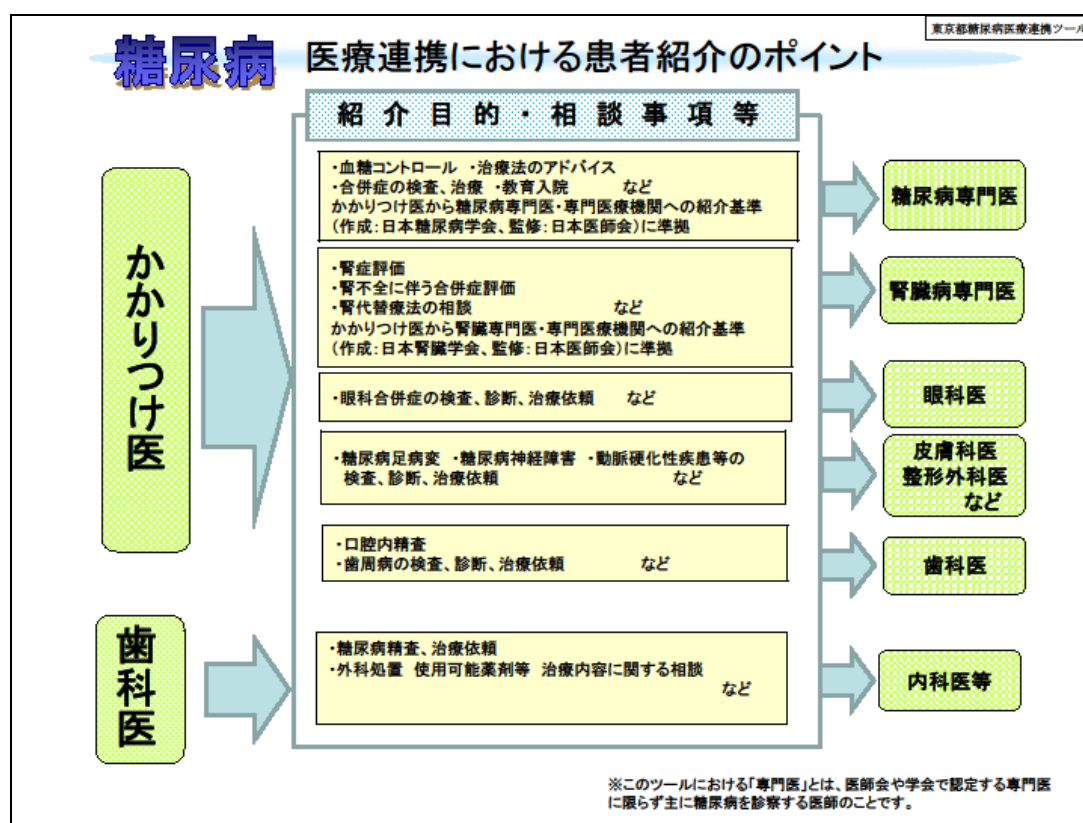 東京都糖尿病医療連携ツール
糖尿病 医療連携における患者紹介のポイント
紹介目的・相談事項等
かかりつけ医
・血糖コントロール ・治療法のアドバイス
・合併症の検査、治療 ・教育入院 など
かかりつけ医から糖尿病専門医・専門医療機関への紹介基準
(作成:日本糖尿病学会、監修:日本医師会)に準拠
糖尿病専門医
・腎症評価
・腎不全に伴う合併症評価
・腎代替療法の相談 など
かかりつけ医から腎臓専門医・専門医療機関への紹介基準
(作成:日本腎臓学会、監修:日本医師会)に準拠
腎臓病専門医
・眼科合併症の検査、診断、治療依頼 など
眼科医
・糖尿病足病変 ・糖尿病神経障害 ・動脈硬化性疾患等の
検査、診断、治療依頼 など
皮膚科医
整形外科医
など
・口腔内精査
・歯周病の検査、診断、治療依頼 など
歯科医
歯科医
・糖尿病精査、治療依頼
・外科処置 使用可能薬剤等 治療内容に関する相談
など
内科医等
※このツールにおける「専門医」とは、医師会や学会で認定する専門医
に限らず主に糖尿病を診察する医師のことです。